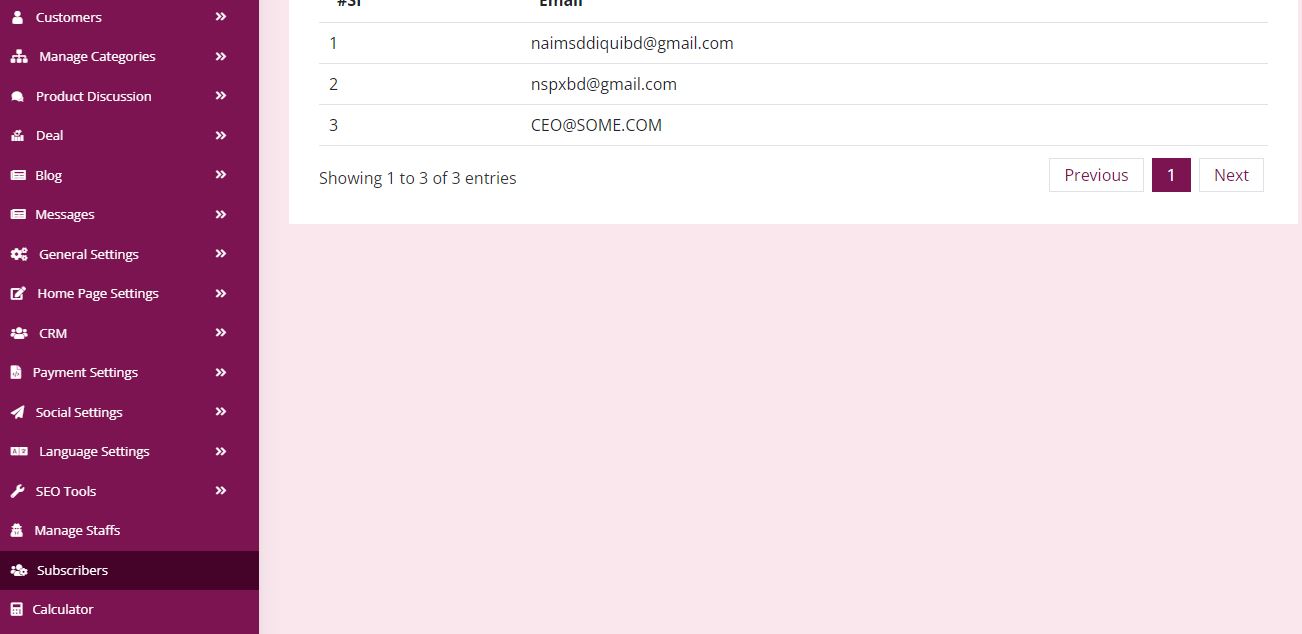 Customers
Manage Categories
Product Discussion
Deal
Blog
Messages
General Settings
Home Page Settings
CRM
Payment Settings
Social Settings
Language Settings
SEO Tools
Manage Staffs
Subscribers
Calculator
#Sl Email
1 naimsddiquibd@gmail.com
2 nspxbd@gmail.com
3 CEO@SOME.COM
Showing 1 to 3 of 3 entries
Previous 1 Next